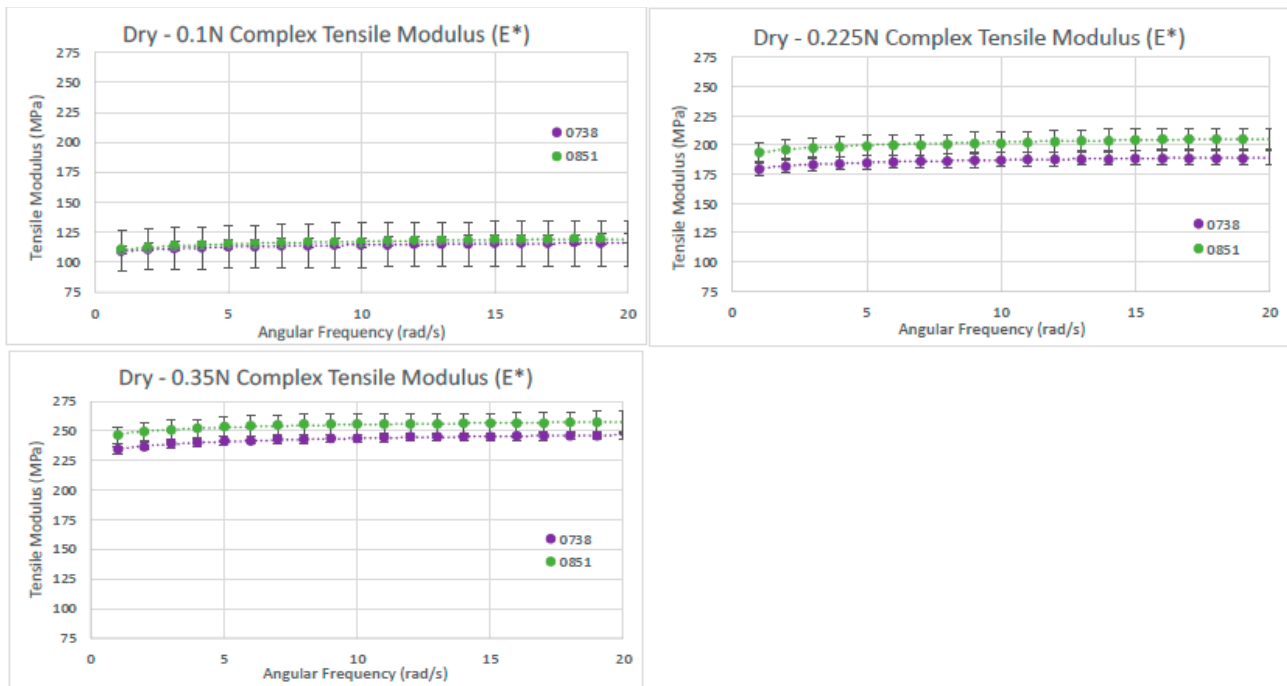 Dry - 0.1N Complex Tensile Modulus (E*)
Tensile Modulus (MPa)
275
250
225
200
175
150
125
100
75
0738
0851
0 5 10 15 20
Angular Frequency (rad/s)
Dry - 0.225N Complex Tensile Modulus (E*)
Tensile Modulus (MPa)
275
250
225
200
175
150
125
100
75
0738
0851
0 5 10 15 20
Angular Frequency (rad/s)
Dry - 0.35N Complex Tensile Modulus (E*)
Tensile Modulus (MPa)
275
250
225
200
175
150
125
100
75
0738
0851
0 5 10 15 20
Angular Frequency (rad/s)